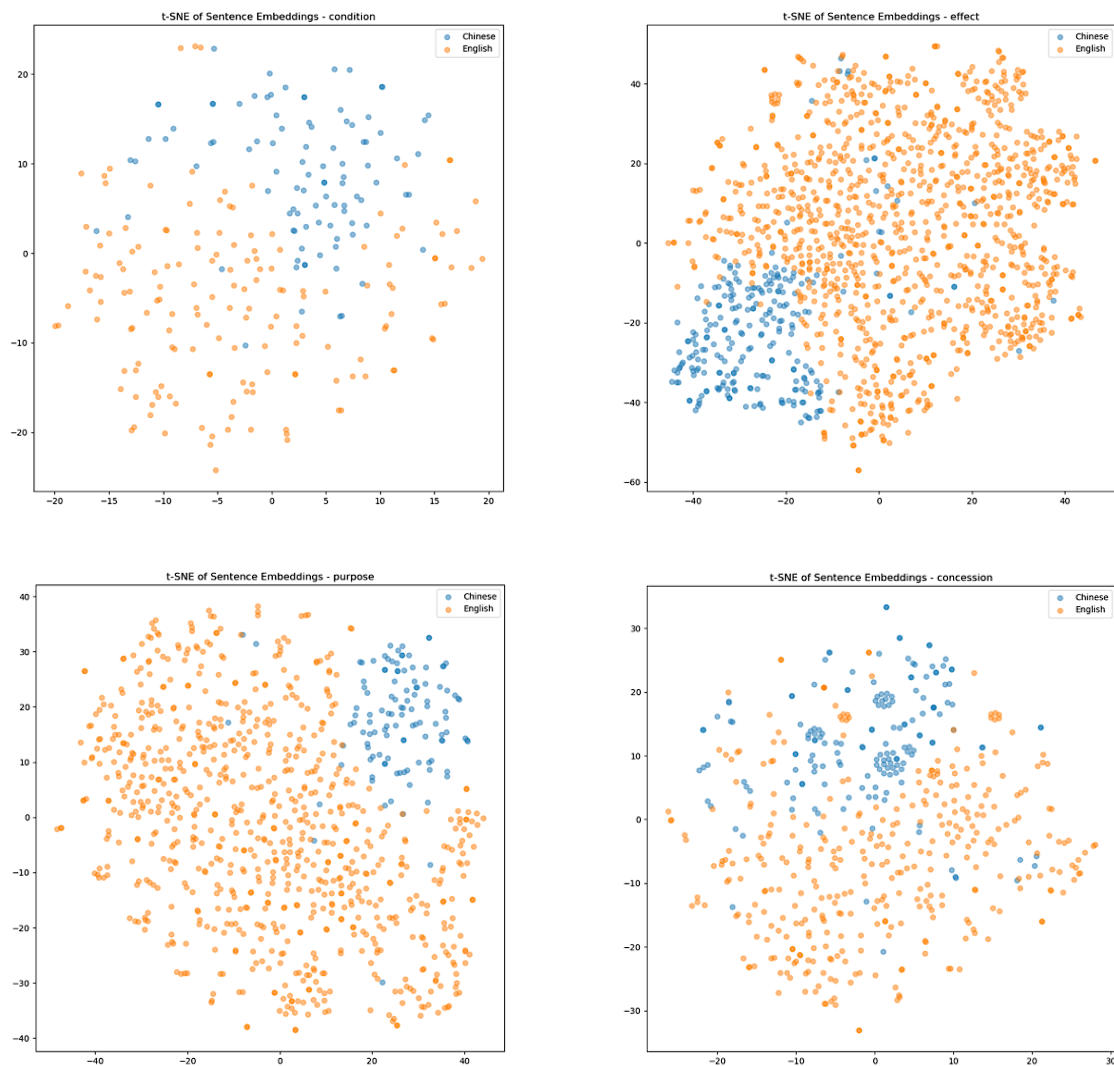 t-SNE of Sentence Embeddings - condition
Chinese
English
20
10
0
−10
−20
−20 −15 −10 −5 0 5 10 15 20
t-SNE of Sentence Embeddings - effect
Chinese
English
40
20
0
−20
−40
−60
−40 −20 0 20 40
t-SNE of Sentence Embeddings - purpose
Chinese
English
40
30
20
10
0
−10
−20
−30
−40
−40 −20 0 20 40
t-SNE of Sentence Embeddings - concession
Chinese
English
30
20
10
0
−10
−20
−30
−20 −10 0 10 20 30